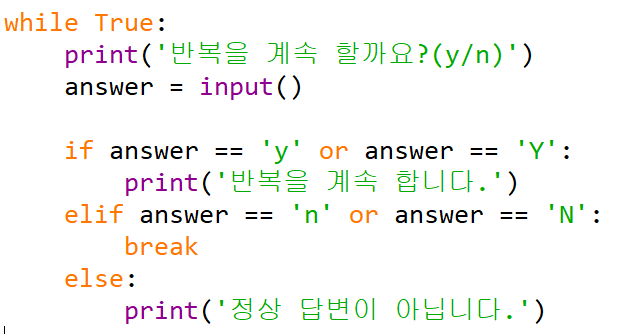 while True:
    print('반복을 계속 할까요?(y/n)')
    answer = input()

    if answer == 'y' or answer == 'Y':
        print('반복을 계속 합니다.')
    elif answer == 'n' or answer == 'N':
        break
    else:
        print('정상 답변이 아닙니다.')